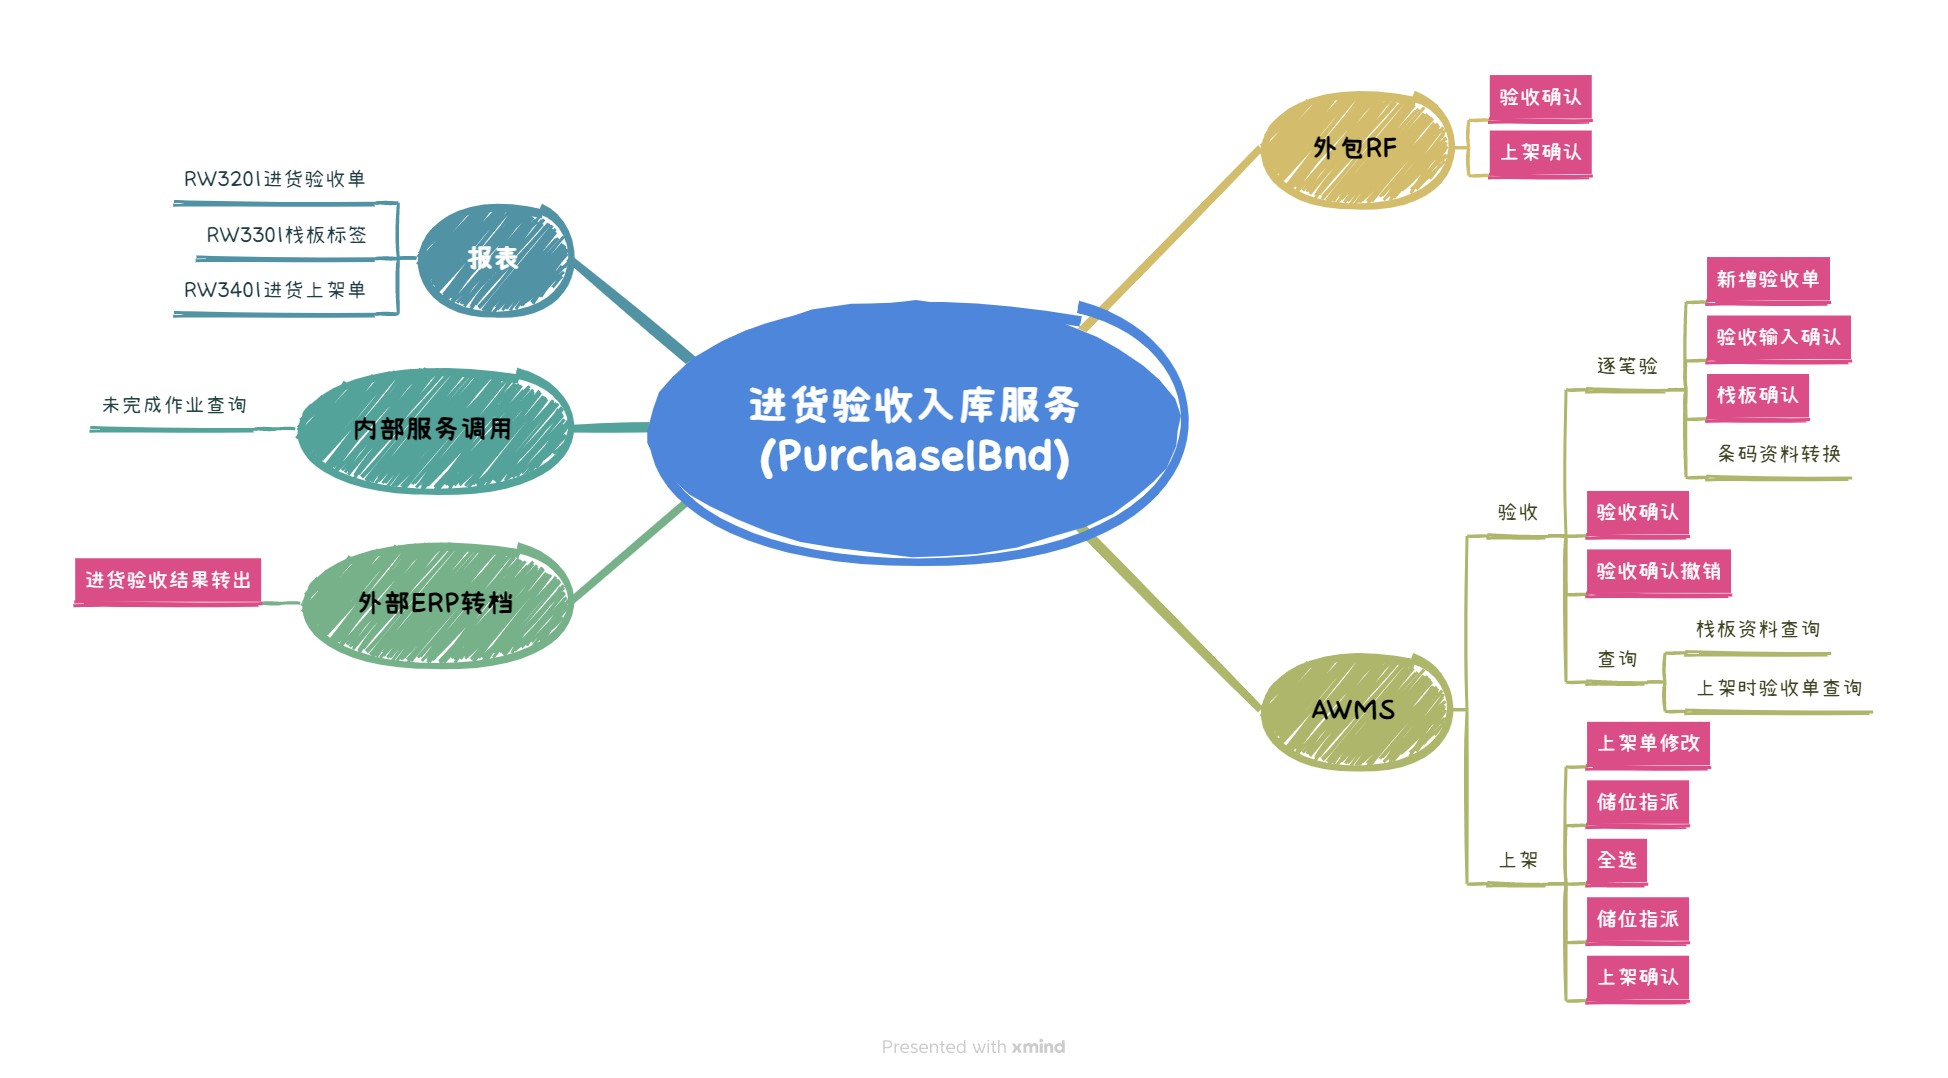 进货验收入库服务
(PurchaseIBnd)
外包RF
验收确认
上架确认
AWMS
验收
逐笔验
新增验收单
验收输入确认
栈板确认
条码资料转换
验收确认
验收确认撤销
查询
栈板资料查询
上架时验收单查询
上架
上架单修改
储位指派
全选
储位指派
上架确认
报表
RW3201进货验收单
RW3301栈板标签
RW3401进货上架单
内部服务调用
未完成作业查询
外部ERP转档
进货验收结果转出
Presented with xmind